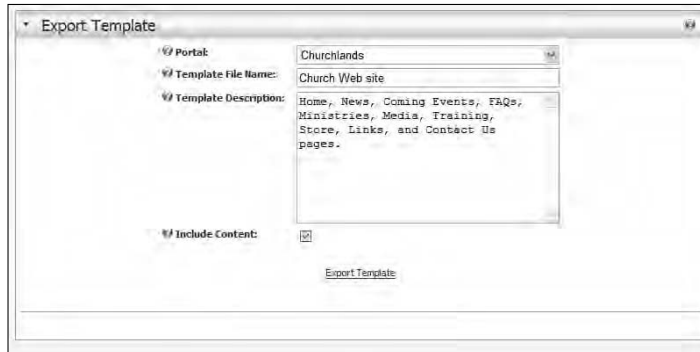 Export Template
Portal: Churchlands
Template File Name: Church Web site
Template Description: Home, News, Coming Events, FAQs,
Ministries, Media, Training,
Store, Links, and Contact Us
pages.
Include Content:
Export Template